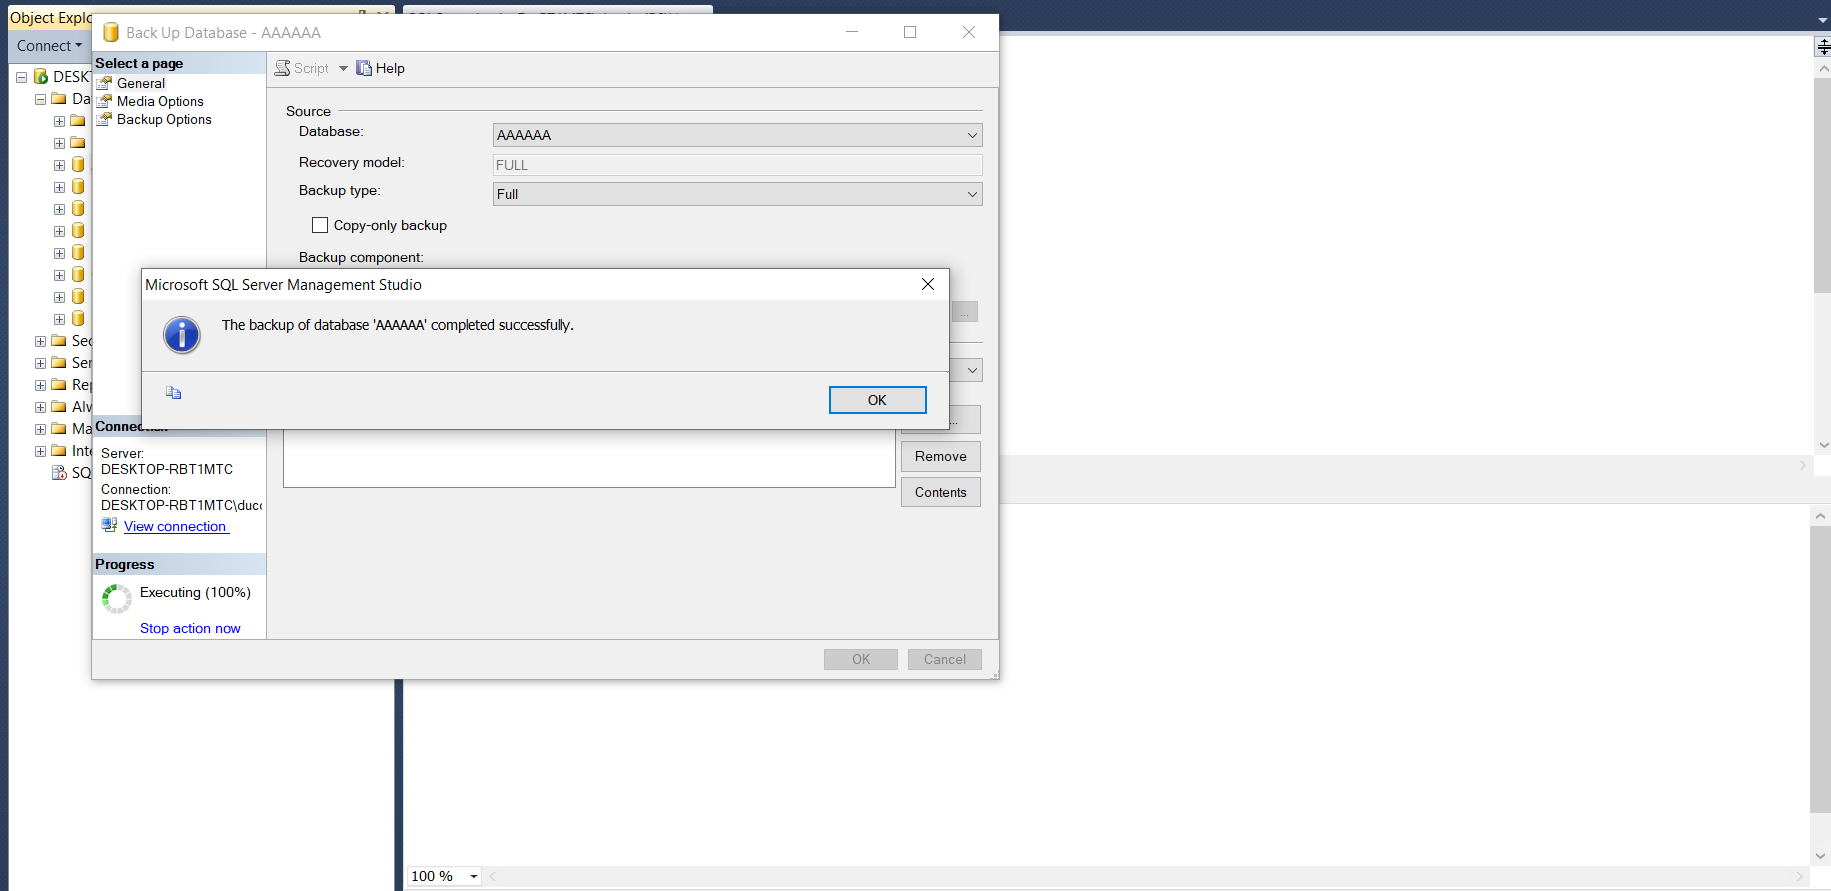 Object Explo
Connect
DESKT
Da
Sec
Ser
Rep
Alw
Ma
Inte
SQ
Back Up Database - AAAAAA
Select a page
General
Media Options
Backup Options
Script
Help
Source
Database:
AAAAAA
Recovery model:
FULL
Backup type:
Full
Copy-only backup
Backup component:
...
Microsoft SQL Server Management Studio
The backup of database 'AAAAAA' completed successfully.
OK
...
Remove
Contents
Connection
Server:
DESKTOP-RBT1MTC
Connection:
DESKTOP-RBT1MTC\duc
View connection
Progress
Executing (100%)
Stop action now
OK
Cancel
100 %